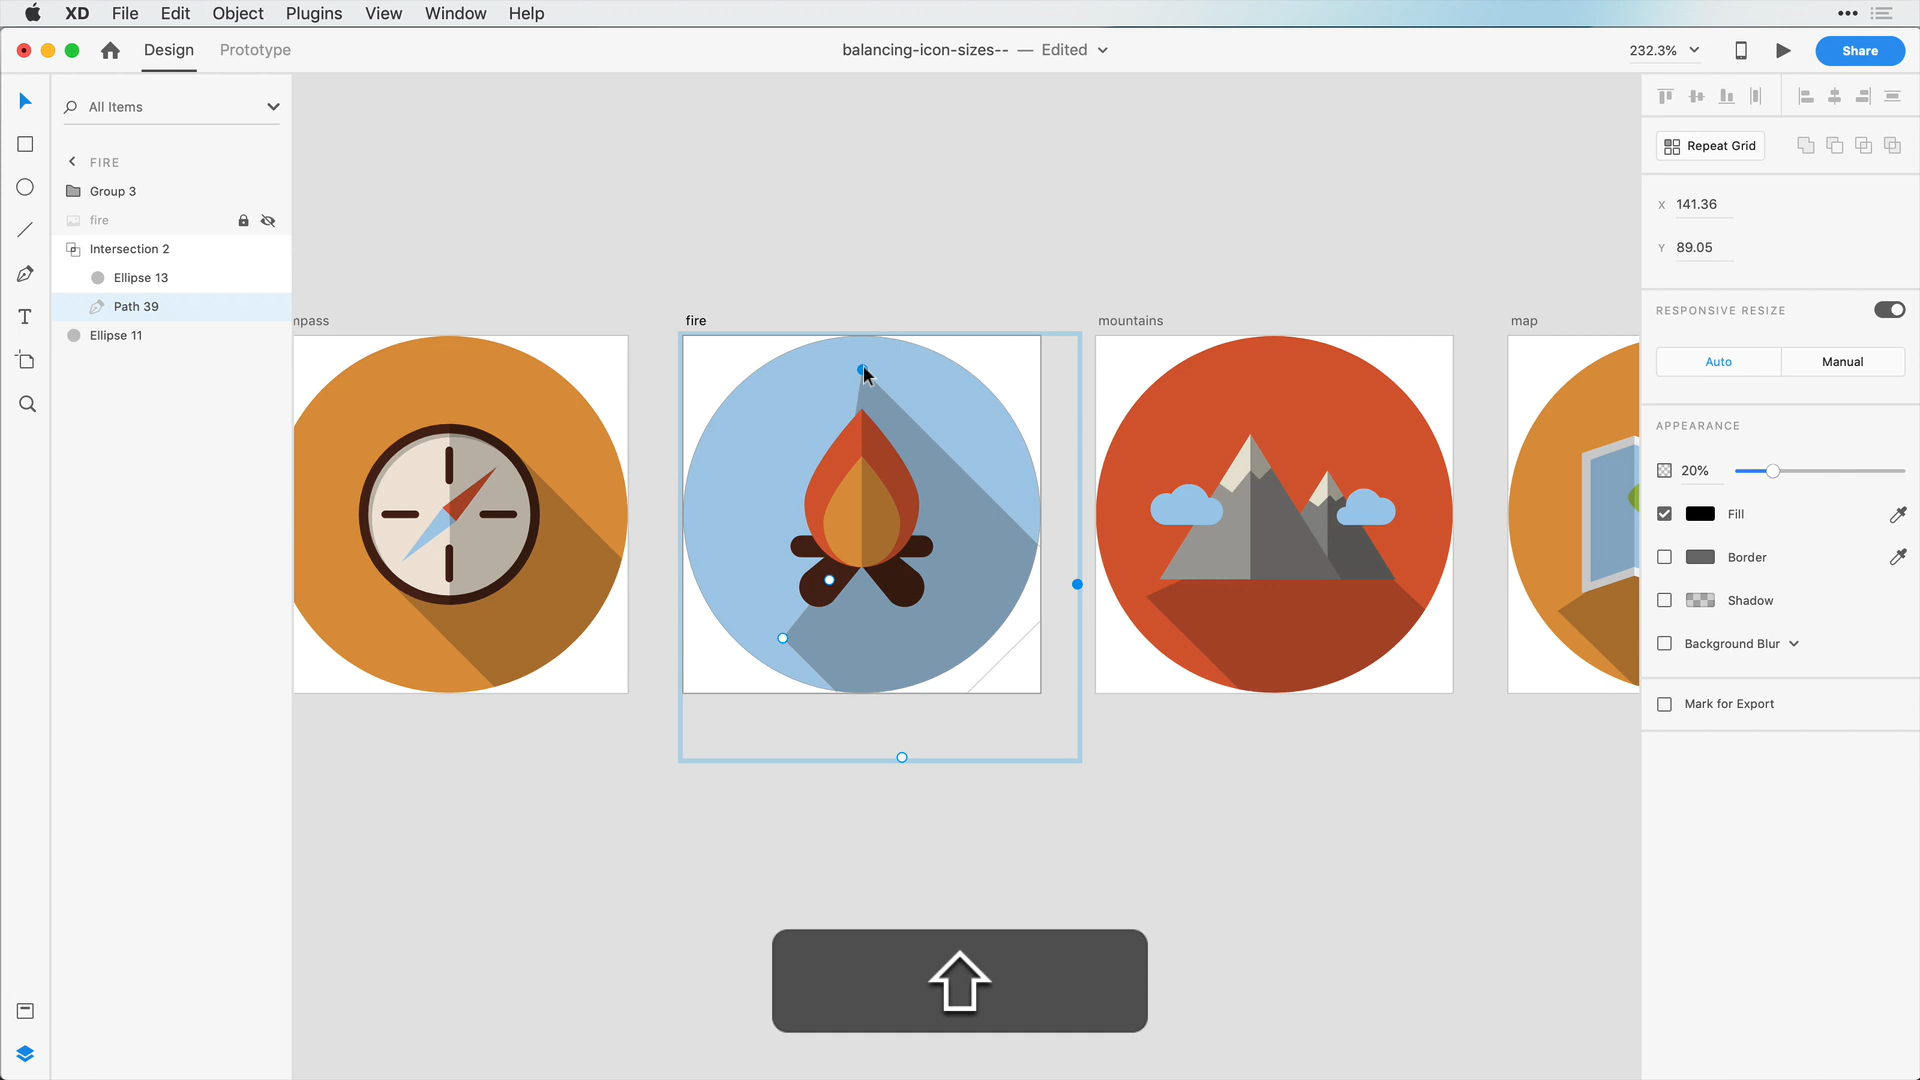 XD File Edit Object Plugins View Window Help
Design Prototype balancing-icon-sizes-- — Edited 232.3% Share
All Items
FIRE
Group 3
fire
Intersection 2
Ellipse 13
Path 39
Ellipse 11
mpass
fire
mountains
map
Repeat Grid
X 141.36
Y 89.05
RESPONSIVE RESIZE
Auto Manual
APPEARANCE
20%
Fill
Border
Shadow
Background Blur
Mark for Export